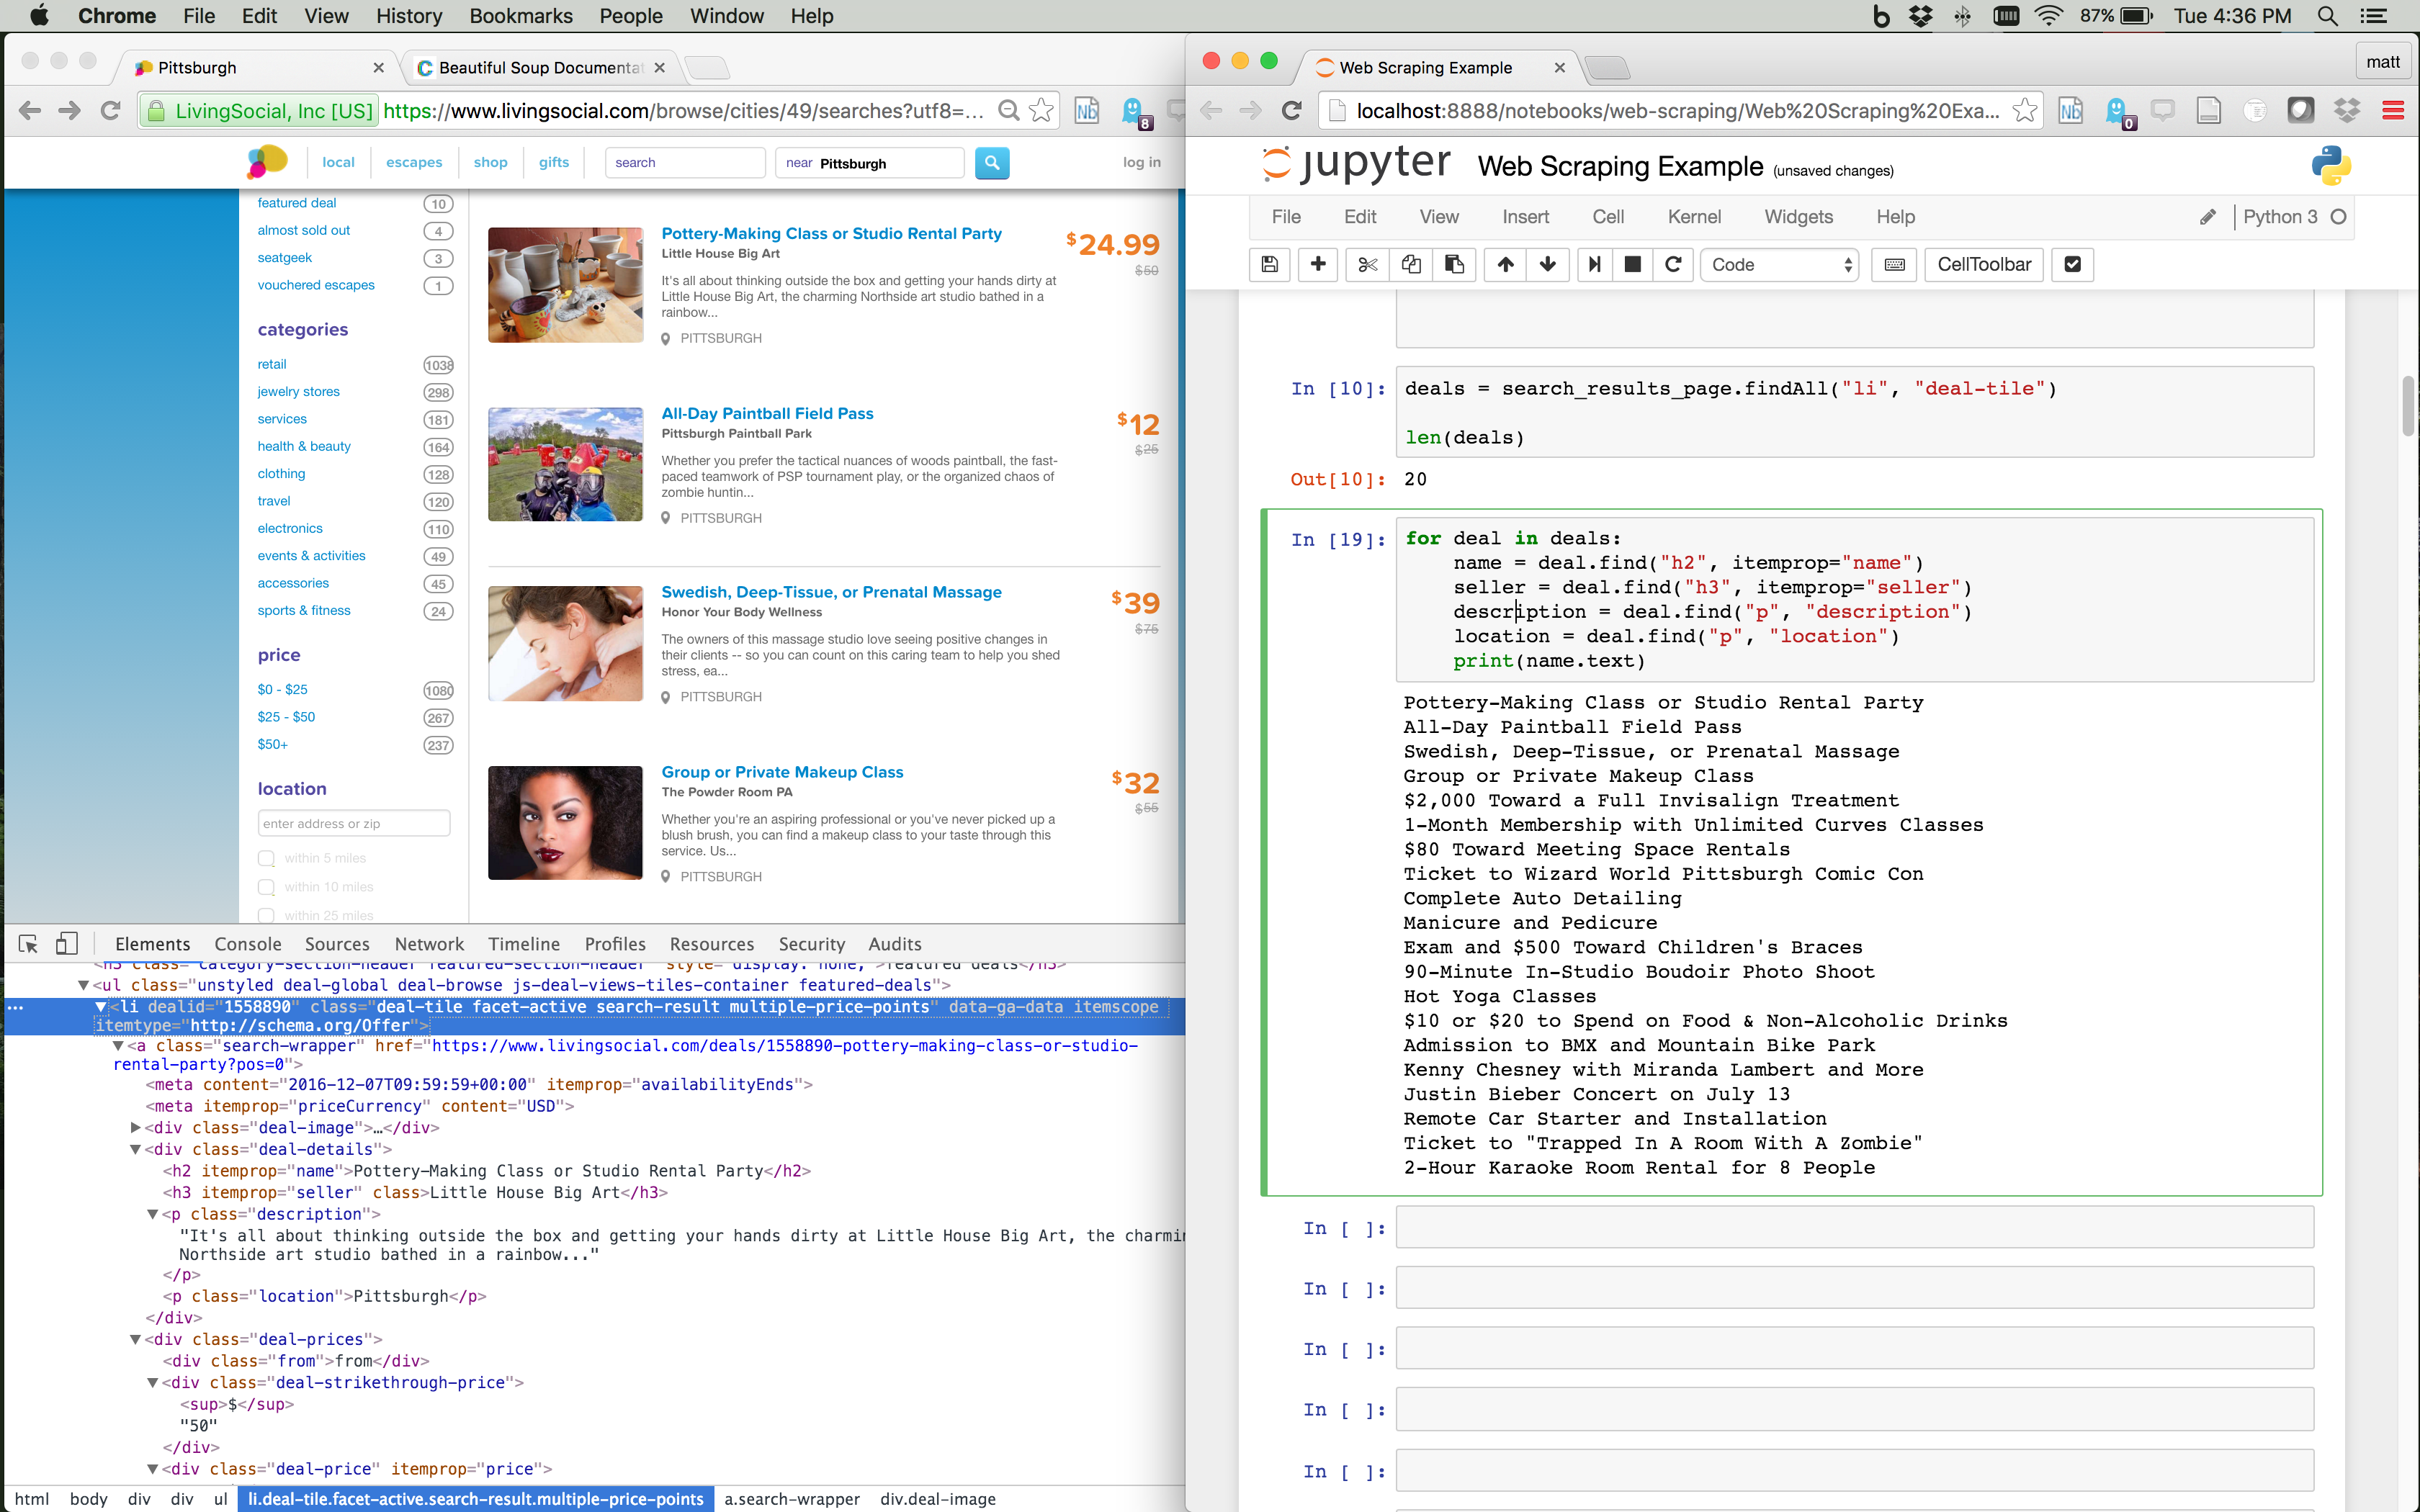 Chrome File Edit View History Bookmarks People Window Help
87% Tue 4:36 PM
Pittsburgh
Beautiful Soup Documentat
LivingSocial, Inc [US] https://www.livingsocial.com/browse/cities/49/searches?utf8=...
Nb
8
local escapes shop gifts
search
near Pittsburgh
log in
featured deal 10
almost sold out 4
seatgeek 3
vouchered escapes 1
categories
retail 1038
jewelry stores 298
services 181
health & beauty 164
clothing 128
travel 120
electronics 110
events & activities 49
accessories 45
sports & fitness 24
price
$0 - $25 1080
$25 - $50 267
$50+ 237
location
enter address or zip
within 5 miles
within 10 miles
within 25 miles
Pottery-Making Class or Studio Rental Party
Little House Big Art
$24.99
$50
It's all about thinking outside the box and getting your hands dirty at
Little House Big Art, the charming Northside art studio bathed in a
rainbow...
PITTSBURGH
All-Day Paintball Field Pass
Pittsburgh Paintball Park
$12
$25
Whether you prefer the tactical nuances of woods paintball, the fast-
paced teamwork of PSP tournament play, or the organized chaos of
zombie huntin...
PITTSBURGH
Swedish, Deep-Tissue, or Prenatal Massage
Honor Your Body Wellness
$39
$75
The owners of this massage studio love seeing positive changes in
their clients -- so you can count on this caring team to help you shed
stress, ea...
PITTSBURGH
Group or Private Makeup Class
The Powder Room PA
$32
$55
Whether you're an aspiring professional or you've never picked up a
blush brush, you can find a makeup class to your taste through this
service. Us...
PITTSBURGH
Elements Console Sources Network Timeline Profiles Resources Security Audits
<h3 class="category-section-header featured-section-header" style="display: none;">featured deals</h3>
<ul class="unstyled deal-global deal-browse js-deal-views-tiles-container featured-deals">
<li dealid="1558890" class="deal-tile facet-active search-result multiple-price-points" data-ga-data itemscope
itemtype="http://schema.org/Offer">
<a class="search-wrapper" href="https://www.livingsocial.com/deals/1558890-pottery-making-class-or-studio-
rental-party?pos=0">
<meta content="2016-12-07T09:59:59+00:00" itemprop="availabilityEnds">
<meta itemprop="priceCurrency" content="USD">
<div class="deal-image">…</div>
<div class="deal-details">
<h2 itemprop="name">Pottery-Making Class or Studio Rental Party</h2>
<h3 itemprop="seller" class>Little House Big Art</h3>
<p class="description">
"It's all about thinking outside the box and getting your hands dirty at Little House Big Art, the charmin
Northside art studio bathed in a rainbow..."
</p>
<p class="location">Pittsburgh</p>
</div>
<div class="deal-prices">
<div class="from">from</div>
<div class="deal-strikethrough-price">
<sup>$</sup>
"50"
</div>
<div class="deal-price" itemprop="price">
html body div div ul li.deal-tile.facet-active.search-result.multiple-price-points a.search-wrapper div.deal-image
Web Scraping Example
matt
localhost:8888/notebooks/web-scraping/Web%20Scraping%20Exa...
Nb
0
jupyter Web Scraping Example (unsaved changes)
File Edit View Insert Cell Kernel Widgets Help
Python 3
Code
CellToolbar
In [10]: deals = search_results_page.findAll("li", "deal-tile")
len(deals)
Out[10]: 20
In [19]: for deal in deals:
name = deal.find("h2", itemprop="name")
seller = deal.find("h3", itemprop="seller")
description = deal.find("p", "description")
location = deal.find("p", "location")
print(name.text)
Pottery-Making Class or Studio Rental Party
All-Day Paintball Field Pass
Swedish, Deep-Tissue, or Prenatal Massage
Group or Private Makeup Class
$2,000 Toward a Full Invisalign Treatment
1-Month Membership with Unlimited Curves Classes
$80 Toward Meeting Space Rentals
Ticket to Wizard World Pittsburgh Comic Con
Complete Auto Detailing
Manicure and Pedicure
Exam and $500 Toward Children's Braces
90-Minute In-Studio Boudoir Photo Shoot
Hot Yoga Classes
$10 or $20 to Spend on Food & Non-Alcoholic Drinks
Admission to BMX and Mountain Bike Park
Kenny Chesney with Miranda Lambert and More
Justin Bieber Concert on July 13
Remote Car Starter and Installation
Ticket to "Trapped In A Room With A Zombie"
2-Hour Karaoke Room Rental for 8 People
In [ ]:
In [ ]:
In [ ]:
In [ ]:
In [ ]: